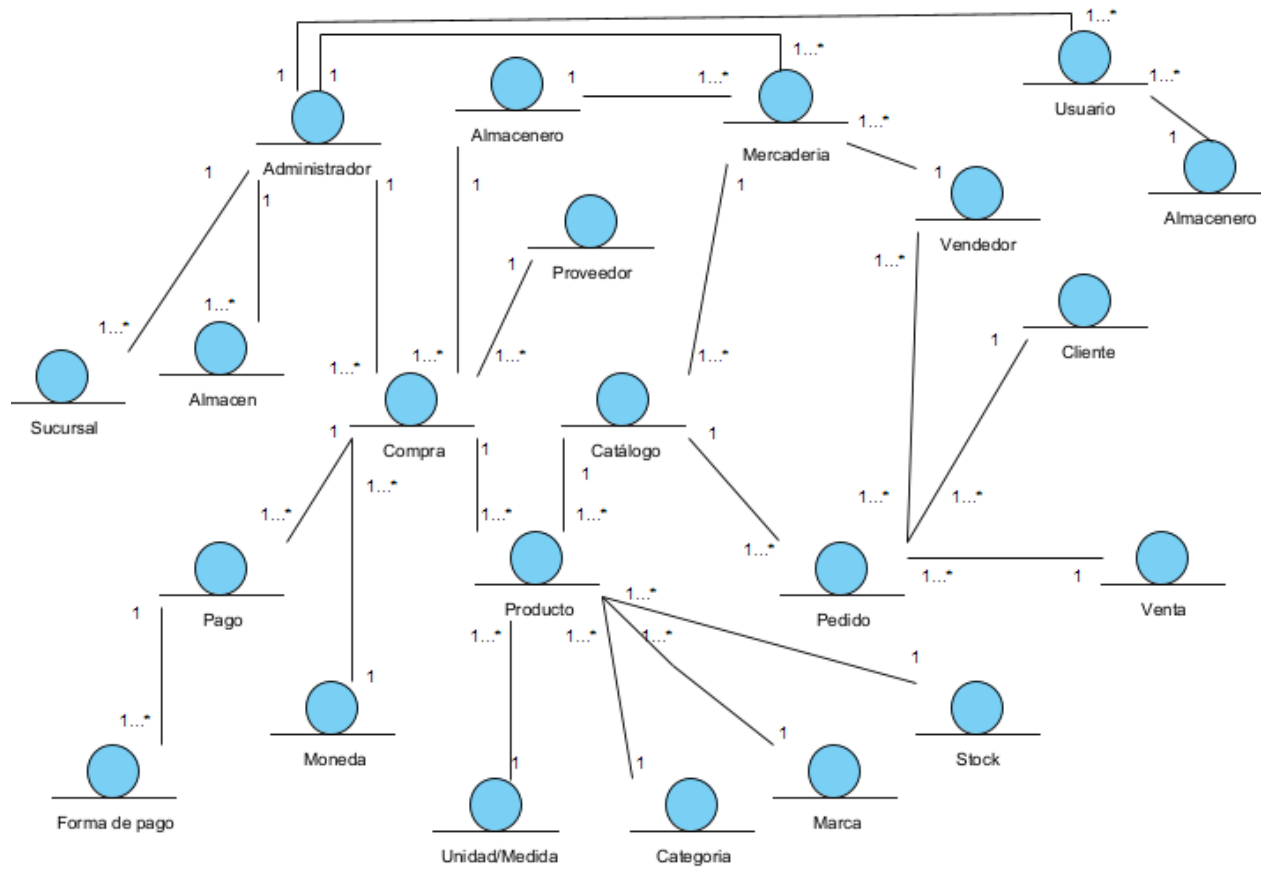 1...*
1
1
1...*
1
1...*
1...*
Usuario
Almacenero
1...*
1
Mercaderia
Administrador
1
1
1
1
1
1
Almacenero
Vendedor
1...*
1
Proveedor
1...*
1
Cliente
1...*
1...*
1...*
1...*
1...*
1...*
Almacen
Sucursal
1
Compra
1
Catálogo
1
1...*
1
1...*
1...*
1...*
1...*
1...*
1...*
Pago
1
Producto
1...*
Pedido
1...*
1
Venta
1...*
1...*
1...*
1
1
1...*
Moneda
1
1
1
Stock
Forma de pago
Marca
Unidad/Medida
Categoria